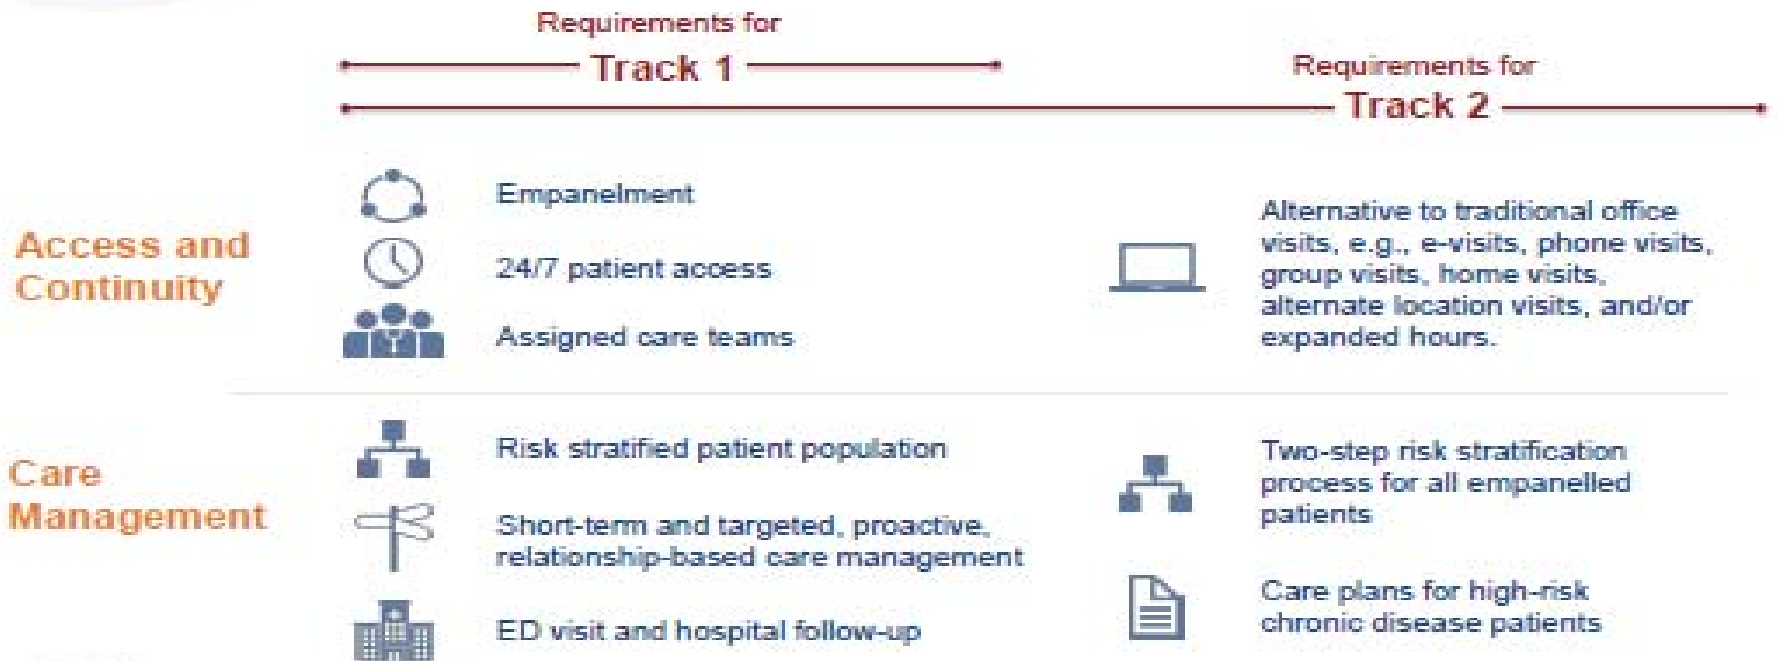 Requirements for
Track 1
Requirements for
Track 2
Access and
Continuity
Empanelment
24/7 patient access
Assigned care teams
Alternative to traditional office
visits, e.g., e-visits, phone visits,
group visits, home visits,
alternate location visits, and/or
expanded hours.
Care
Management
Risk stratified patient population
Short-term and targeted, proactive,
relationship-based care management
ED visit and hospital follow-up
Two-step risk stratification
process for all empanelled
patients
Care plans for high-risk
chronic disease patients